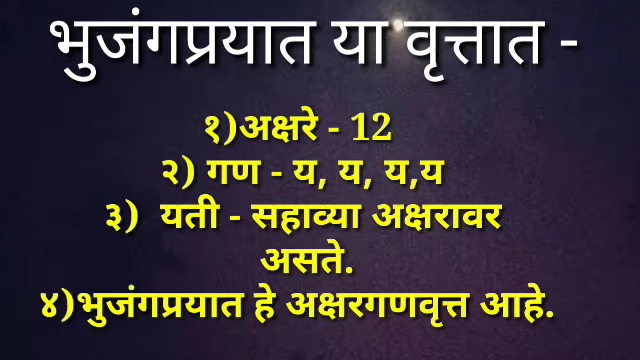 भुजंगप्रयात या वृत्तात -
१)अक्षरे - 12
२) गण - य, य, य,य
३)  यती - सहाव्या अक्षरावर
असते.
४)भुजंगप्रयात हे अक्षरगणवृत्त आहे.